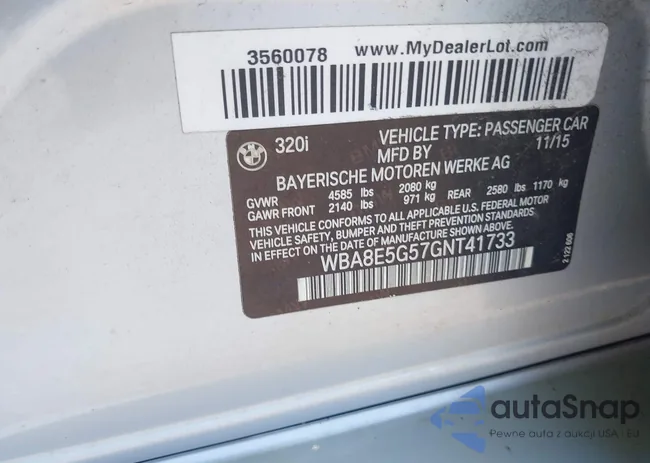 3560078 www.MyDealerLot.com
320i VEHICLE TYPE: PASSENGER CAR
MFD BY 11/15
BAYERISCHE MOTOREN WERKE AG
GVWR 4585 lbs 2080 kg
GAWR FRONT 2140 lbs 971 kg REAR 2580 lbs 1170 kg
THIS VEHICLE CONFORMS TO ALL APPLICABLE U.S. FEDERAL MOTOR
VEHICLE SAFETY, BUMPER AND THEFT PREVENTION STANDARDS
IN EFFECT ON THE DATE OF MANUFACTURE SHOWN ABOVE.
WBA8E5G57GNT41733
2 122 606
autaSnap
Pewne auta z aukcji USA - EU